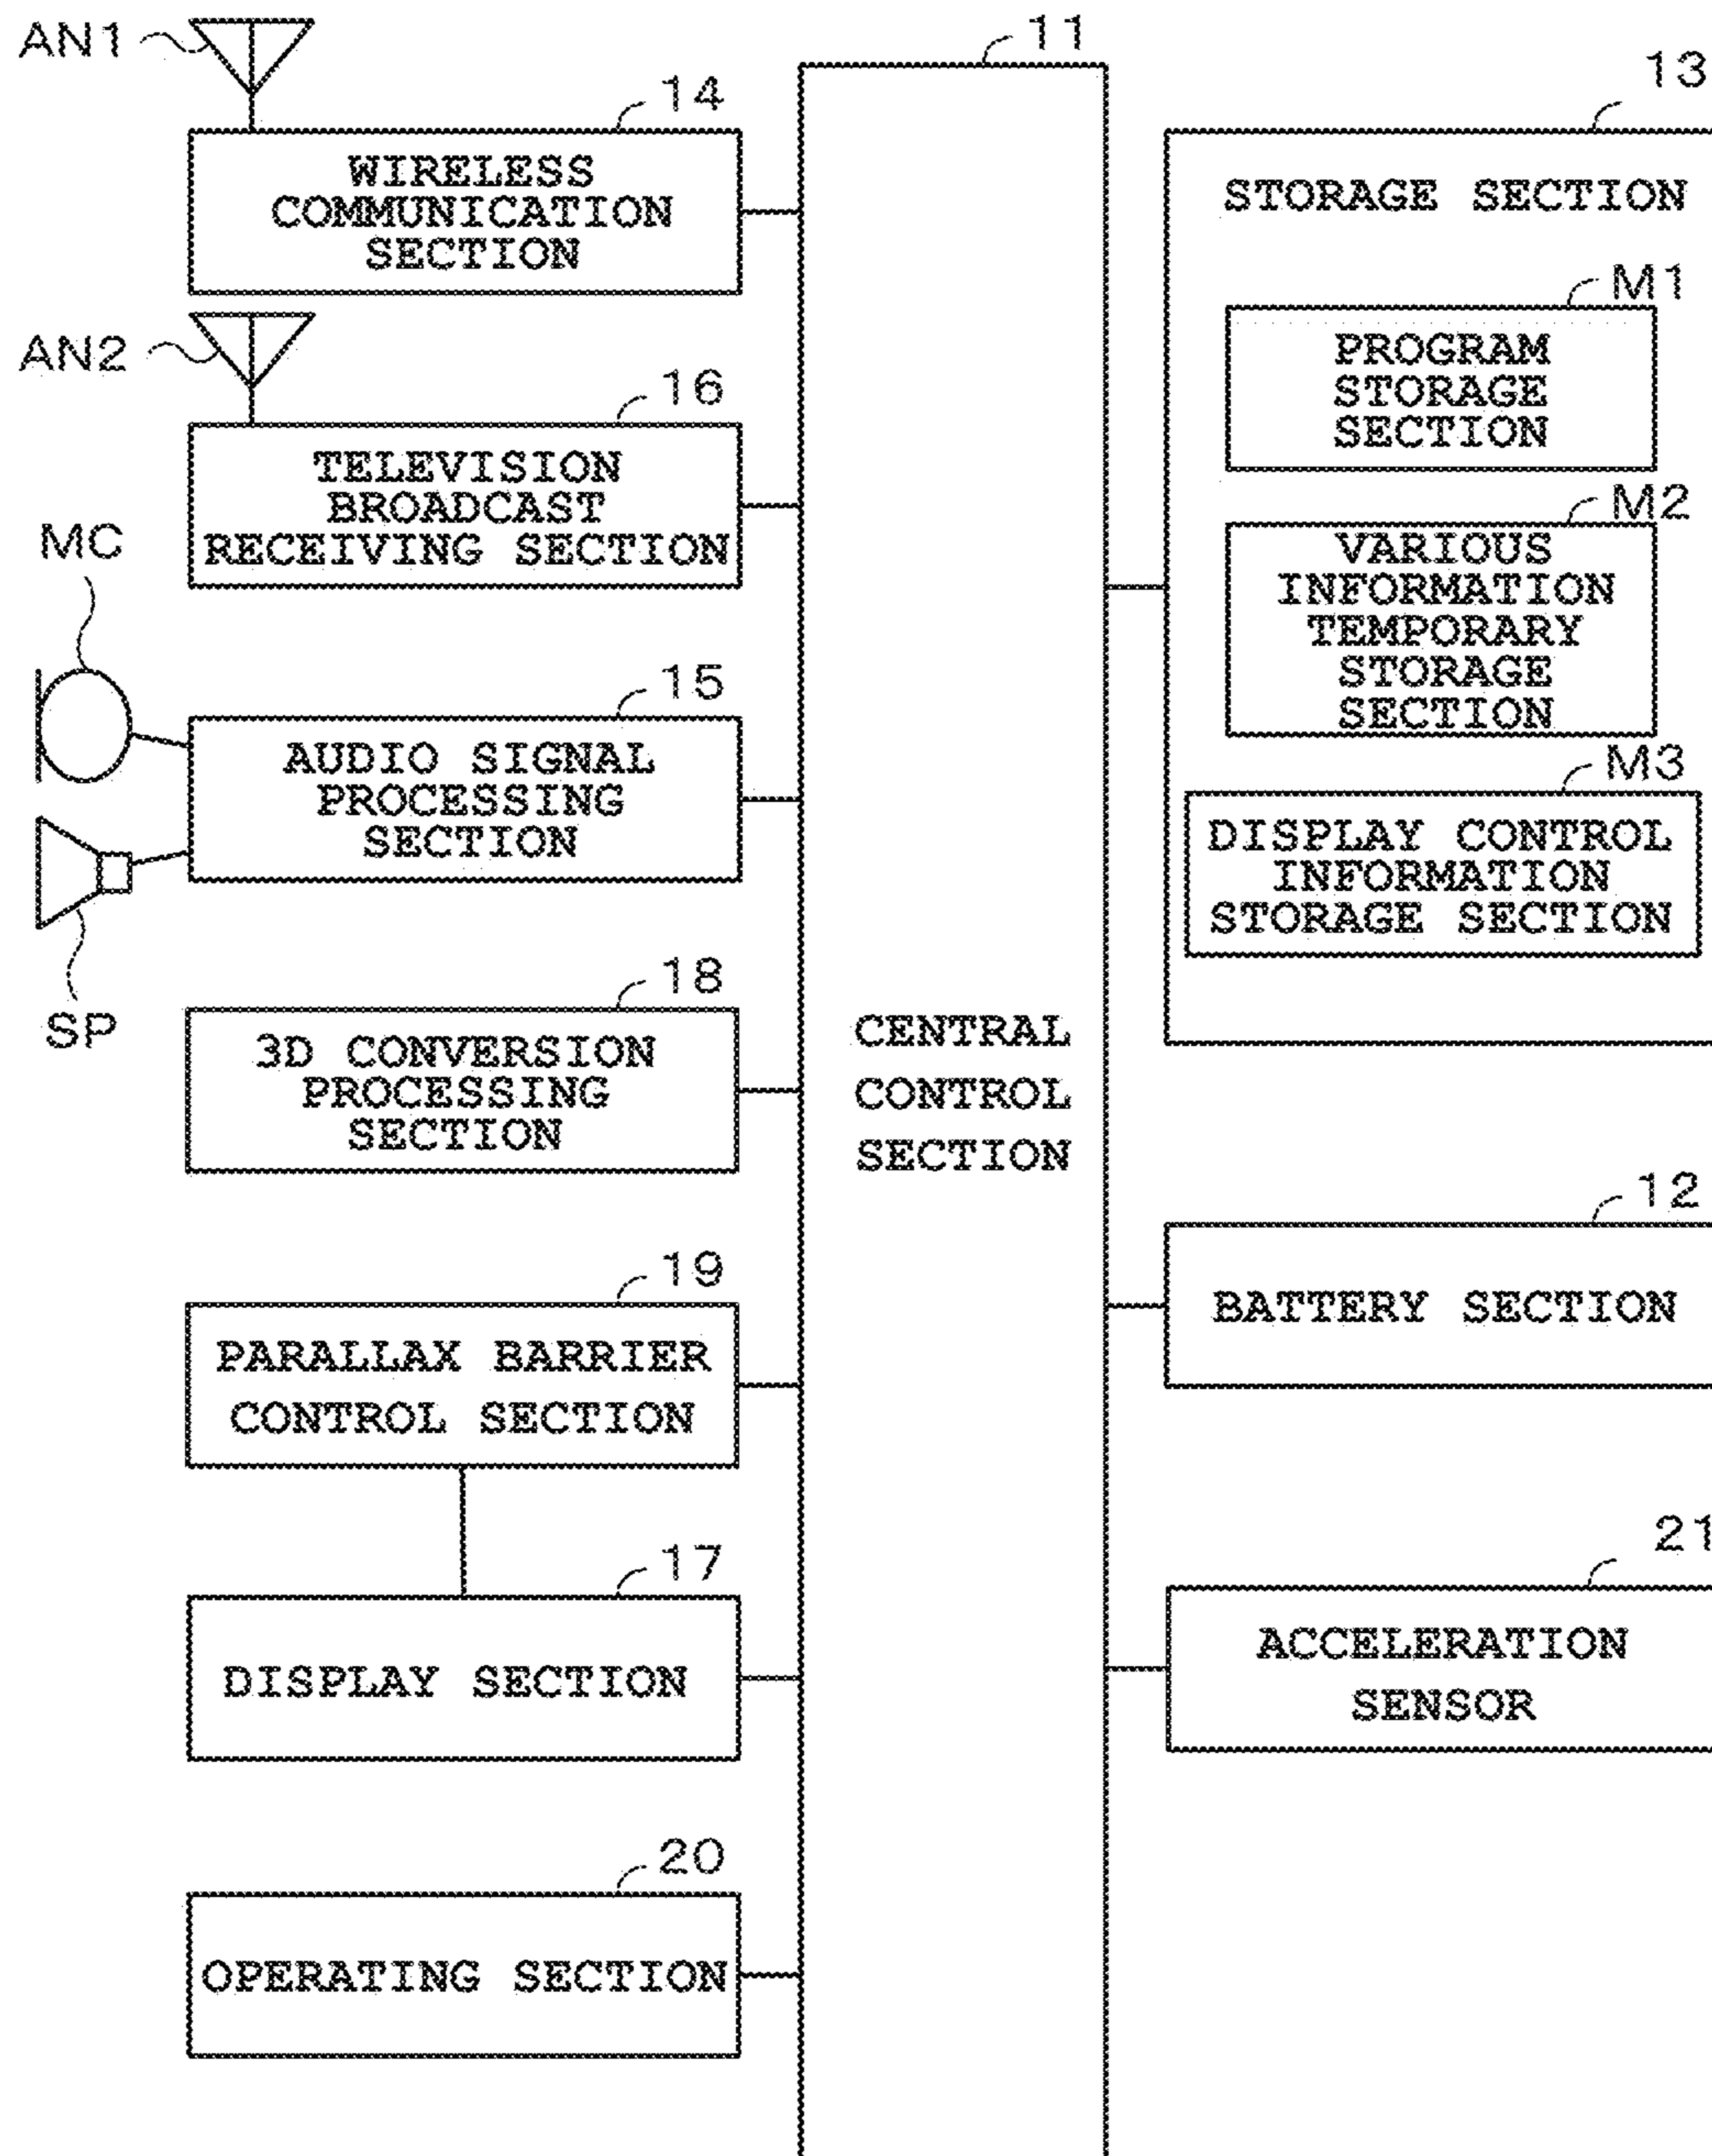 AN1
14
WIRELESS
COMMUNICATION
SECTION
AN2
16
TELEVISION
BROADCAST
RECEIVING SECTION
MC
15
AUDIO SIGNAL
PROCESSING
SECTION
SP
18
3D CONVERSION
PROCESSING
SECTION
19
PARALLAX BARRIER
CONTROL SECTION
17
DISPLAY SECTION
20
OPERATING SECTION
11
CENTRAL
CONTROL
SECTION
13
STORAGE SECTION
M1
PROGRAM
STORAGE
SECTION
M2
VARIOUS
INFORMATION
TEMPORARY
STORAGE
SECTION
M3
DISPLAY CONTROL
INFORMATION
STORAGE SECTION
12
BATTERY SECTION
21
ACCELERATION
SENSOR